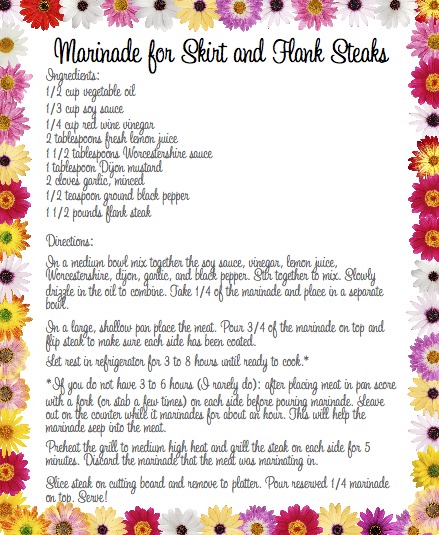 Marinade for Skirt and Flank Steaks
Ingredients:
1/2 cup vegetable oil
1/3 cup soy sauce
1/4 cup red wine vinegar
2 tablespoons fresh lemon juice
1 1/2 tablespoons Worcestershire sauce
1 tablespoon Dijon mustard
2 cloves garlic, minced
1/2 teaspoon ground black pepper
1 1/2 pounds flank steak
Directions:
In a medium bowl mix together the soy sauce, vinegar, lemon juice,
Worcestershire, dijon, garlic, and black pepper. Stir together to mix. Slowly
drizzle in the oil to combine. Take 1/4 of the marinade and place in a separate
bowl.
In a large, shallow pan place the meat. Pour 3/4 of the marinade on top and
flip steak to make sure each side has been coated.
Let rest in refrigerator for 3 to 8 hours until ready to cook.*
*If you do not have 3 to 6 hours (I rarely do): after placing meat in pan score
with a fork (or stab a few times) on each side before pouring marinade. Leave
out on the counter while it marinades for about an hour. This will help the
marinade seep into the meat.
Preheat the grill to medium high heat and grill the steak on each side for 5
minutes. Discard the marinade that the meat was marinating in.
Slice steak on cutting board and remove to platter. Pour reserved 1/4 marinade
on top. Serve!